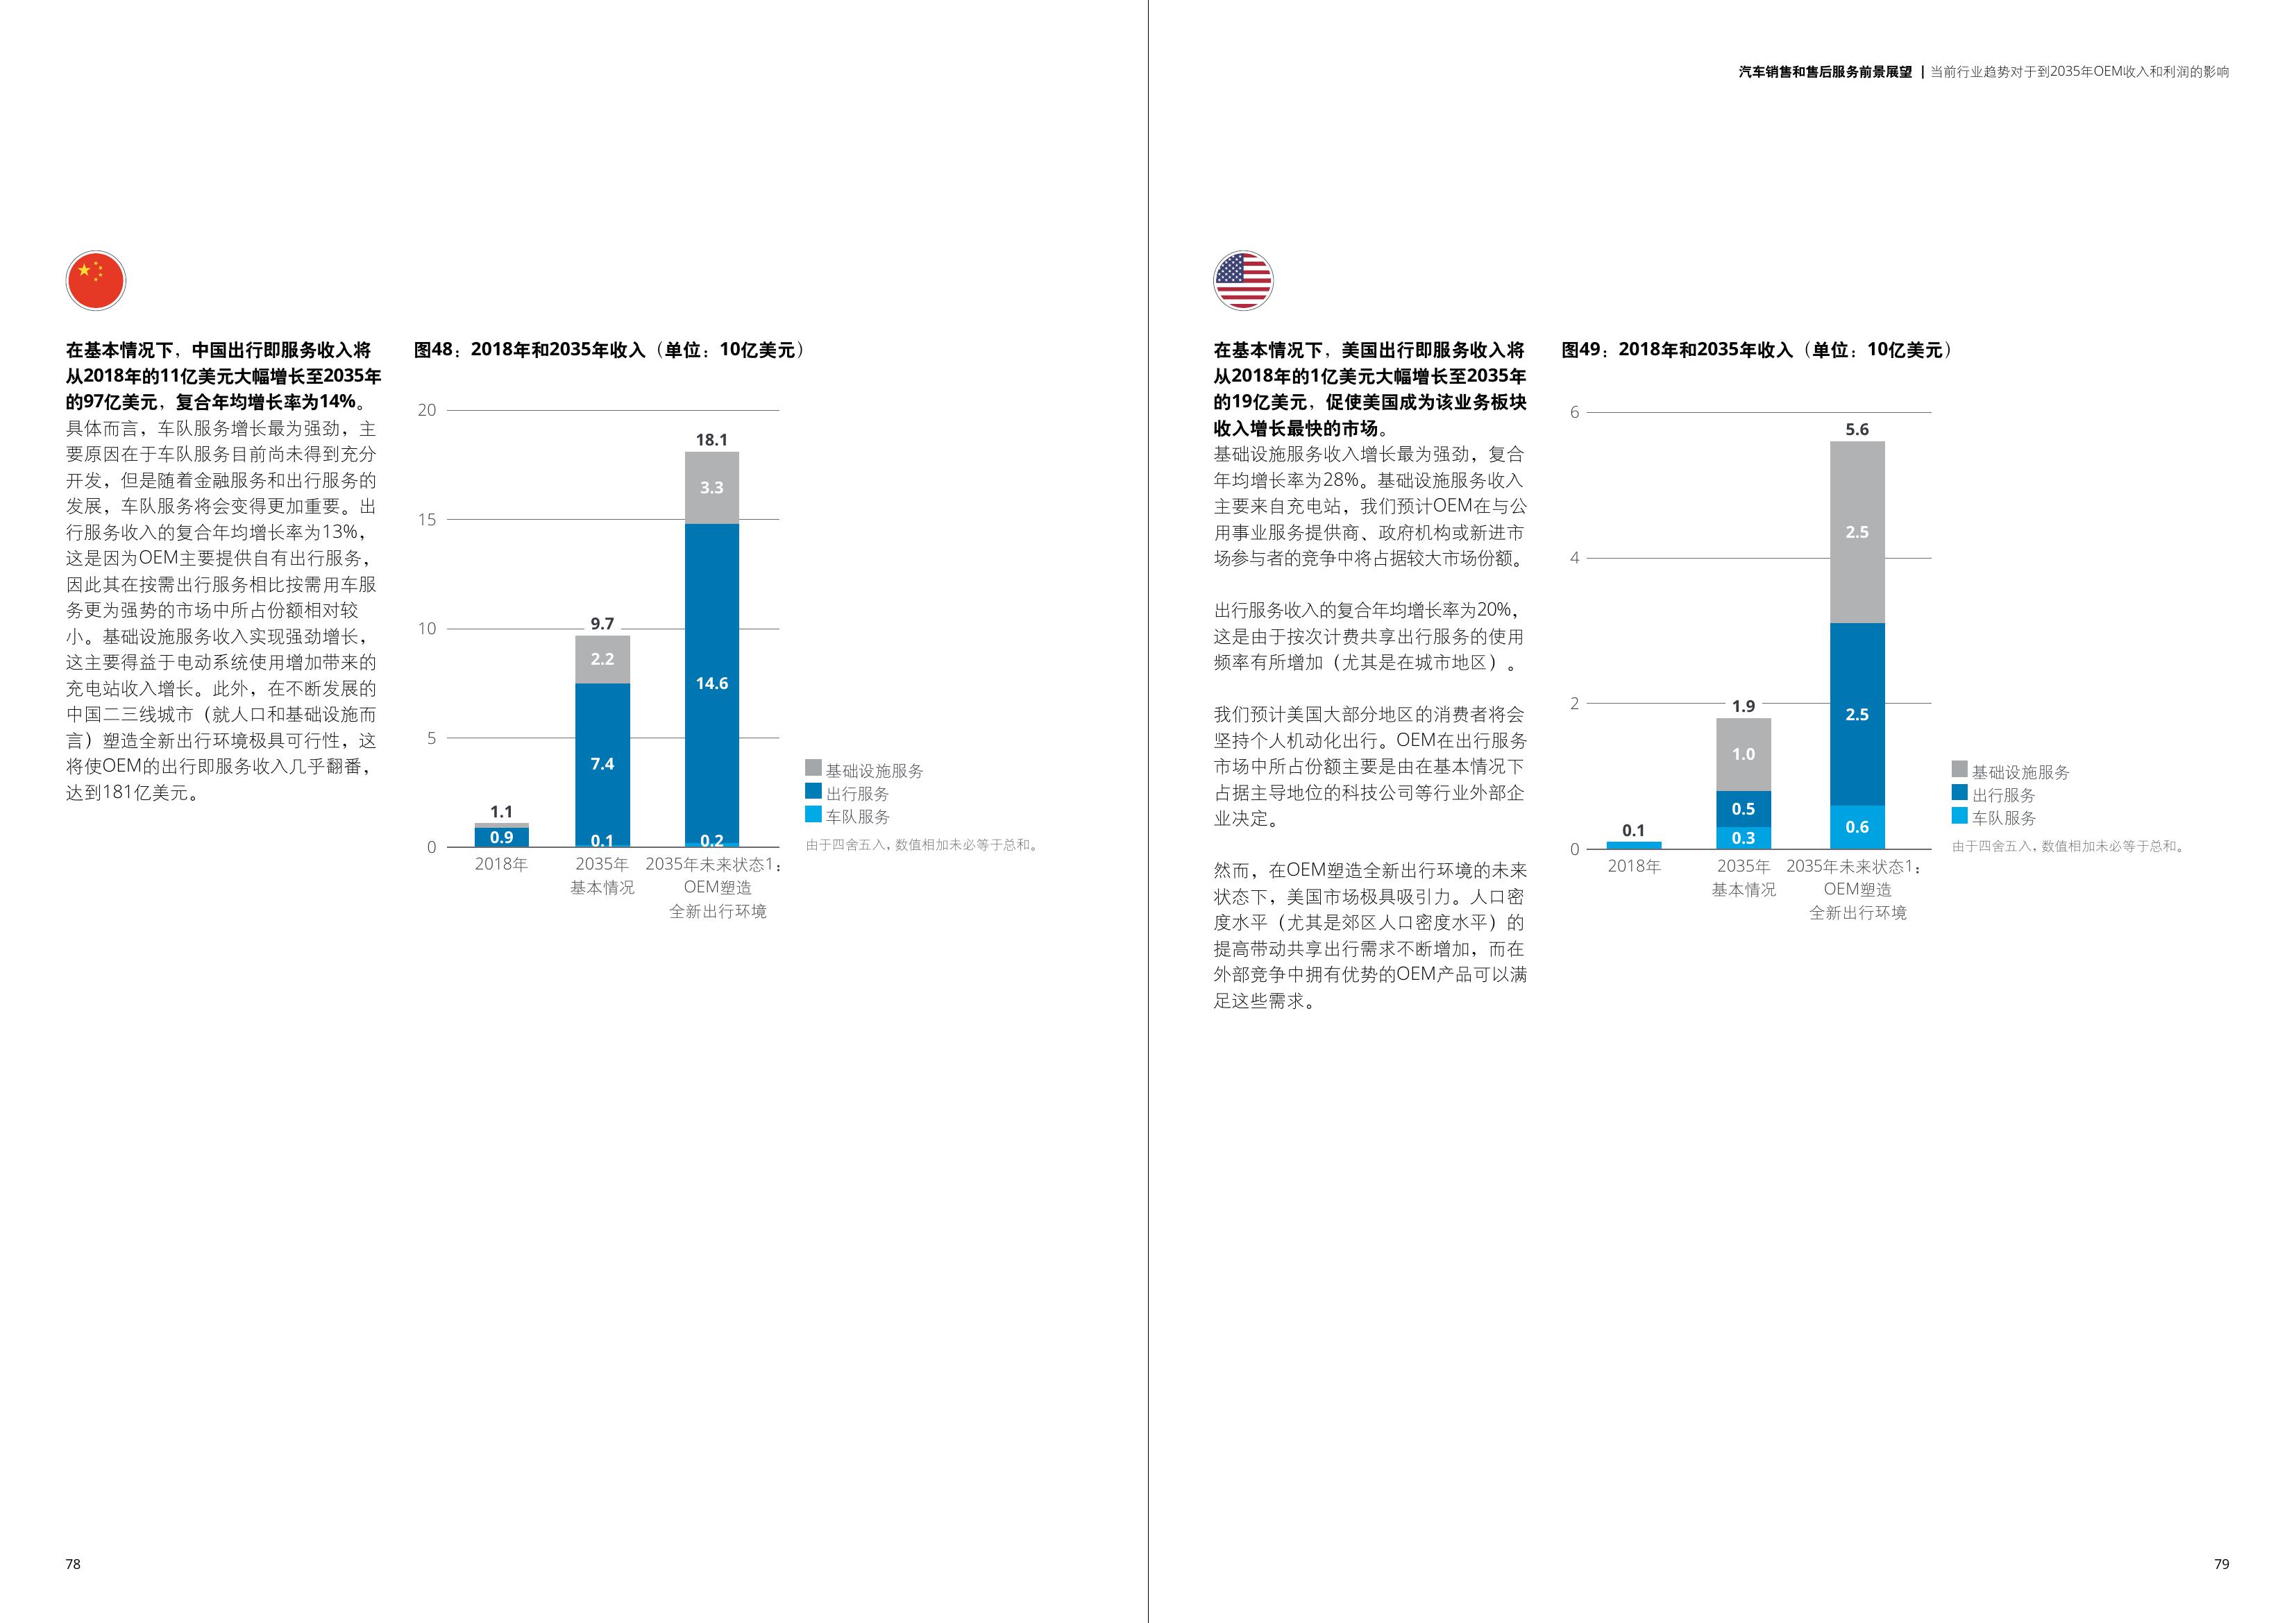 汽车销售和售后服务前景展望 | 当前行业趋势对于到2035年OEM收入和利润的影响
在基本情况下，中国出行即服务收入将
从2018年的11亿美元大幅增长至2035年
的97亿美元，复合年均增长率为14%。
具体而言，车队服务增长最为强劲，主
要原因在于车队服务目前尚未得到充分
开发，但是随着金融服务和出行服务的
发展，车队服务将会变得更加重要。出
行服务收入的复合年均增长率为13%，
这是因为OEM主要提供自有出行服务，
因此其在按需出行服务相比按需用车服
务更为强势的市场中所占份额相对较
小。基础设施服务收入实现强劲增长，
这主要得益于电动系统使用增加带来的
充电站收入增长。此外，在不断发展的
中国二三线城市（就人口和基础设施而
言）塑造全新出行环境极具可行性，这
将使OEM的出行即服务收入几乎翻番，
达到181亿美元。
图48：2018年和2035年收入（单位：10亿美元）
20
15
10
5
0
1.1
0.9
9.7
2.2
7.4
0.1
18.1
3.3
14.6
0.2
2018年
2035年
基本情况
2035年未来状态1：
OEM塑造
全新出行环境
基础设施服务
出行服务
车队服务
由于四舍五入，数值相加未必等于总和。
78
在基本情况下，美国出行即服务收入将
从2018年的1亿美元大幅增长至2035年
的19亿美元，促使美国成为该业务板块
收入增长最快的市场。
基础设施服务收入增长最为强劲，复合
年均增长率为28%。基础设施服务收入
主要来自充电站，我们预计OEM在与公
用事业服务提供商、政府机构或新进市
场参与者的竞争中将占据较大市场份额。
出行服务收入的复合年均增长率为20%，
这是由于按次计费共享出行服务的使用
频率有所增加（尤其是在城市地区）。
我们预计美国大部分地区的消费者将会
坚持个人机动化出行。OEM在出行服务
市场中所占份额主要是由在基本情况下
占据主导地位的科技公司等行业外部企
业决定。
然而，在OEM塑造全新出行环境的未来
状态下，美国市场极具吸引力。人口密
度水平（尤其是郊区人口密度水平）的
提高带动共享出行需求不断增加，而在
外部竞争中拥有优势的OEM产品可以满
足这些需求。
图49：2018年和2035年收入（单位：10亿美元）
6
4
2
0
0.1
1.9
1.0
0.5
0.3
5.6
2.5
2.5
0.6
2018年
2035年
基本情况
2035年未来状态1：
OEM塑造
全新出行环境
基础设施服务
出行服务
车队服务
由于四舍五入，数值相加未必等于总和。
79